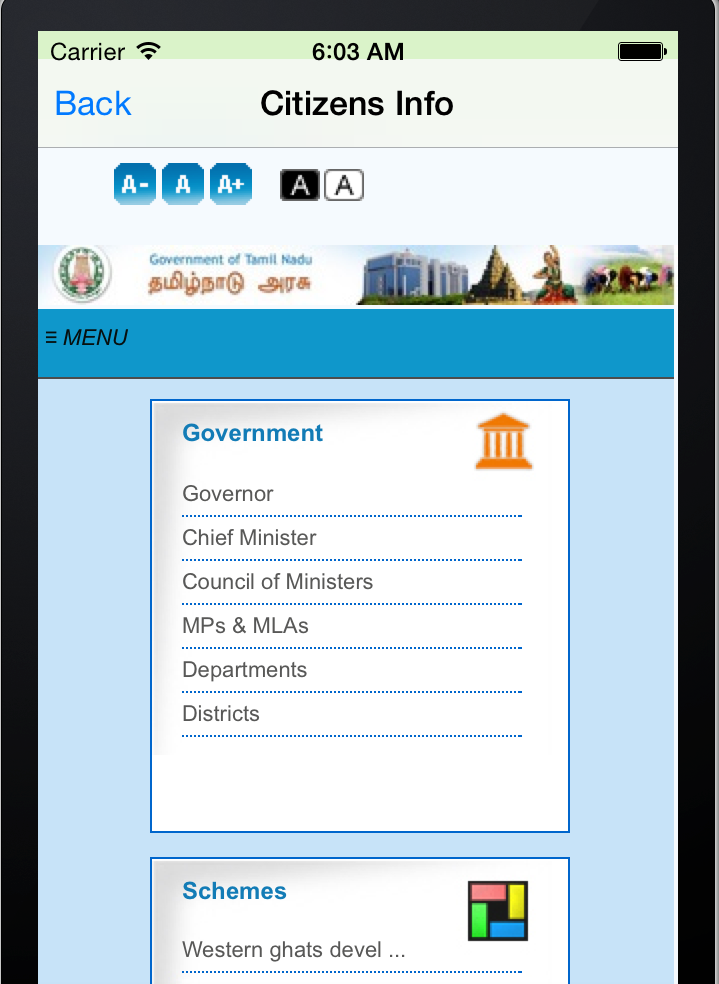 Carrier 6:03 AM
Back Citizens Info
A- A A+ A A
Government of Tamil Nadu
தமிழ்நாடு அரசு
≡ MENU
Government
Governor
Chief Minister
Council of Ministers
MPs & MLAs
Departments
Districts
Schemes
Western ghats devel ...